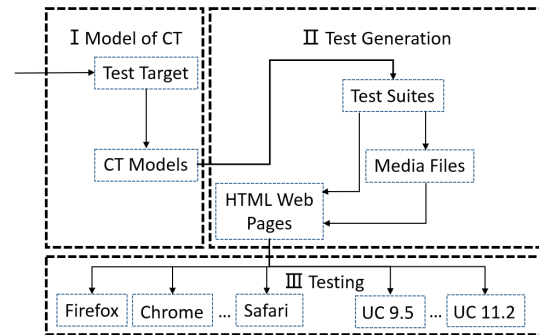 Ⅰ Model of CT
Ⅱ Test Generation
Test Target
Test Suites
CT Models
Media Files
HTML Web
Pages
Ⅲ Testing
Firefox
Chrome
...
Safari
UC 9.5
...
UC 11.2